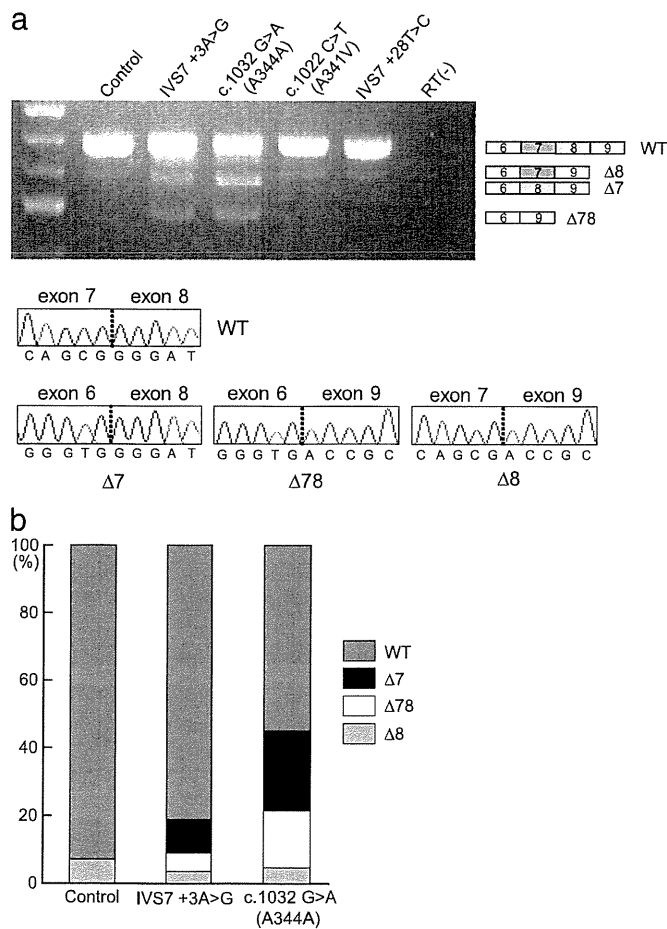 a
Control
IVS7 +3A>G
c.1032 G>A
(A344A)
c.1022 C>T
(A341V)
IVS7 +28T>C
RT(-)
6 7 8 9 WT
6 7 9 Δ8
6 8 9 Δ7
6 9 Δ78
exon 7 exon 8
WT
C A G C G G G G A T
exon 6 exon 8
G G G T G G G G A T
Δ7
exon 6 exon 9
G G G T G A C C G C
Δ78
exon 7 exon 9
C A G C G A C C G C
Δ8
b
100
(%)
80
60
40
20
0
WT
Δ7
Δ78
Δ8
Control
IVS7 +3A>G
c.1032 G>A
(A344A)